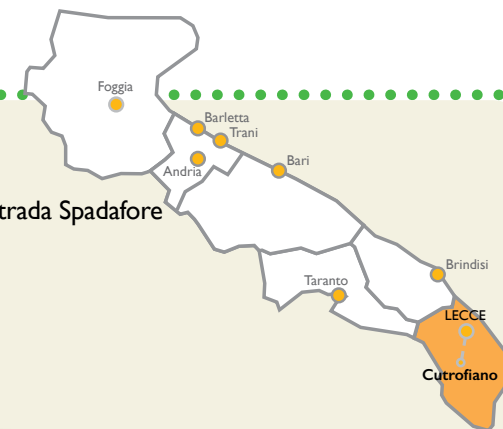 Foggia
Barletta
Trani
Bari
Andria
trada Spadafore
Brindisi
Taranto
LECCE
Cutrofiano